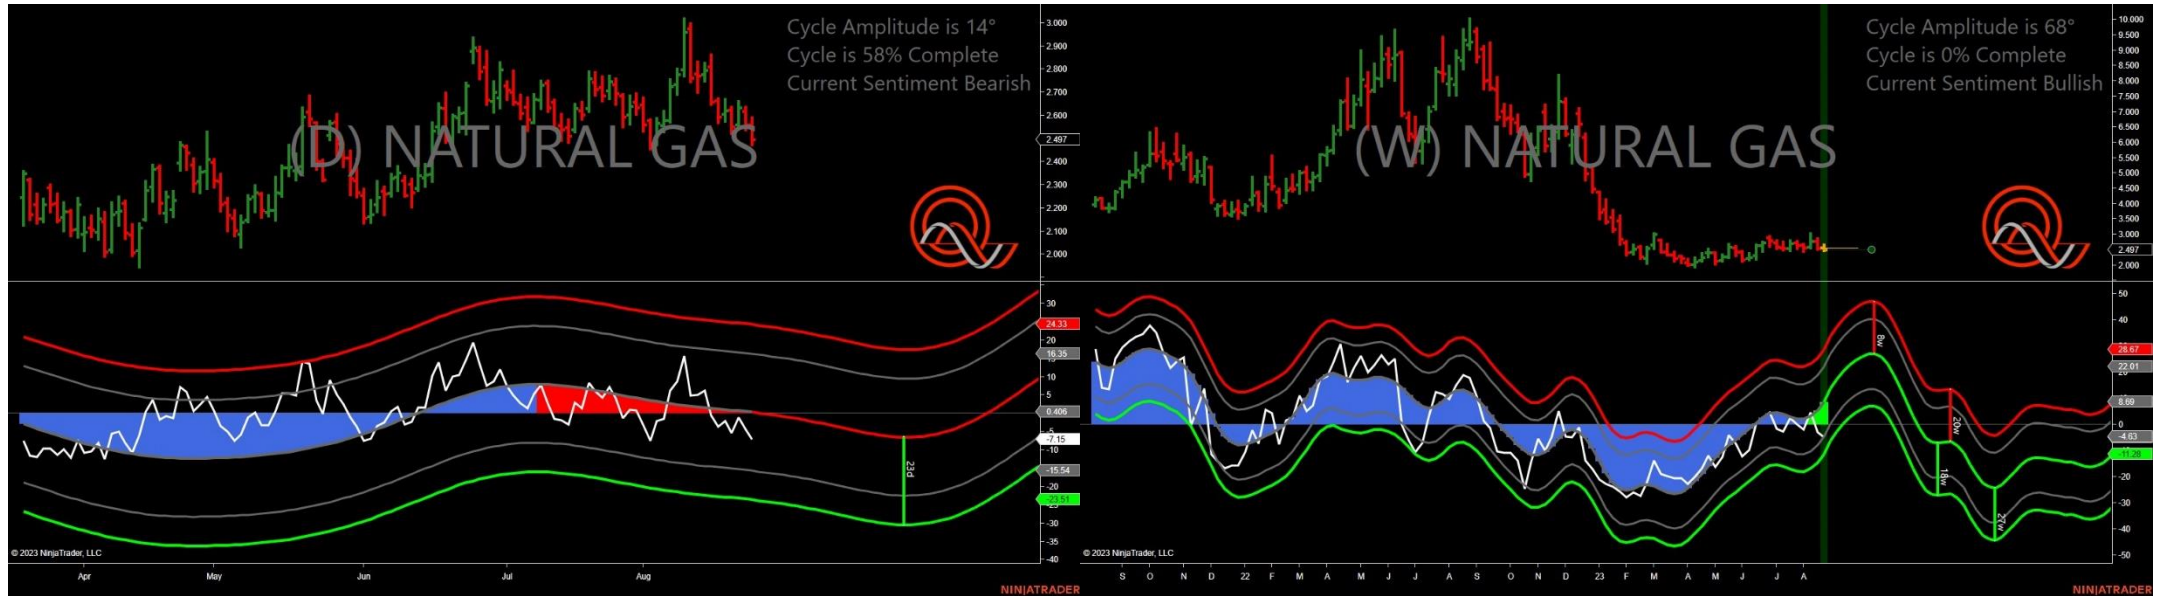 Cycle Amplitude is 14°
Cycle is 58% Complete
Current Sentiment Bearish
(D) NATURAL GAS
3.000
2.900
2.800
2.700
2.600
2.497
2.400
2.300
2.200
2.100
2.000
30
24.33
20
16.35
10
5
0.406
-7.15
-10
-15.54
-20
-23.51
-30
-35
-40
23d
© 2023 NinjaTrader, LLC
Apr May Jun Jul Aug
NINJATRADER
Cycle Amplitude is 68°
Cycle is 0% Complete
Current Sentiment Bullish
(W) NATURAL GAS
10.000
9.500
9.000
8.500
8.000
7.500
7.000
6.500
6.000
5.500
5.000
4.500
4.000
3.500
3.000
2.497
2.000
50
40
28.67
22.01
8.69
0
-4.63
-11.28
-20
-30
-40
-50
8w
20w
18w
27w
© 2023 NinjaTrader, LLC
S O N D 22 F M A M J J A S O N D 23 F M A M J J A
NINJATRADER